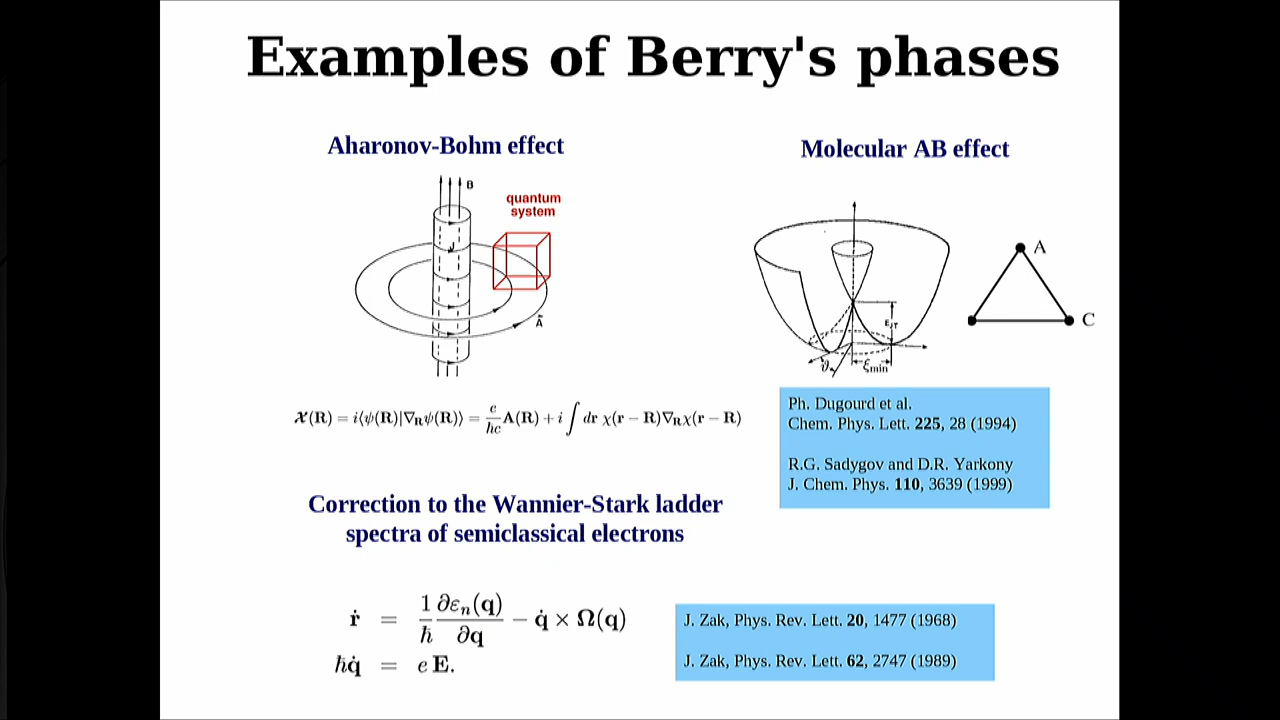 Examples of Berry's phases
Aharonov-Bohm effect
B
quantum
system
J
Ā
𝒳(R) = i⟨ψ(R)|∇_R ψ(R)⟩ = e/ħc A(R) + i ∫ dr χ(r − R)∇_R χ(r − R)
Molecular AB effect
E_JT
ϑ
ξ_min
A
C
Ph. Dugourd et al.
Chem. Phys. Lett. 225, 28 (1994)
R.G. Sadygov and D.R. Yarkony
J. Chem. Phys. 110, 3639 (1999)
Correction to the Wannier-Stark ladder
spectra of semiclassical electrons
ṙ = 1/ħ ∂ε_n(q)/∂q − q̇ × Ω(q)
ħq̇ = e E.
J. Zak, Phys. Rev. Lett. 20, 1477 (1968)
J. Zak, Phys. Rev. Lett. 62, 2747 (1989)